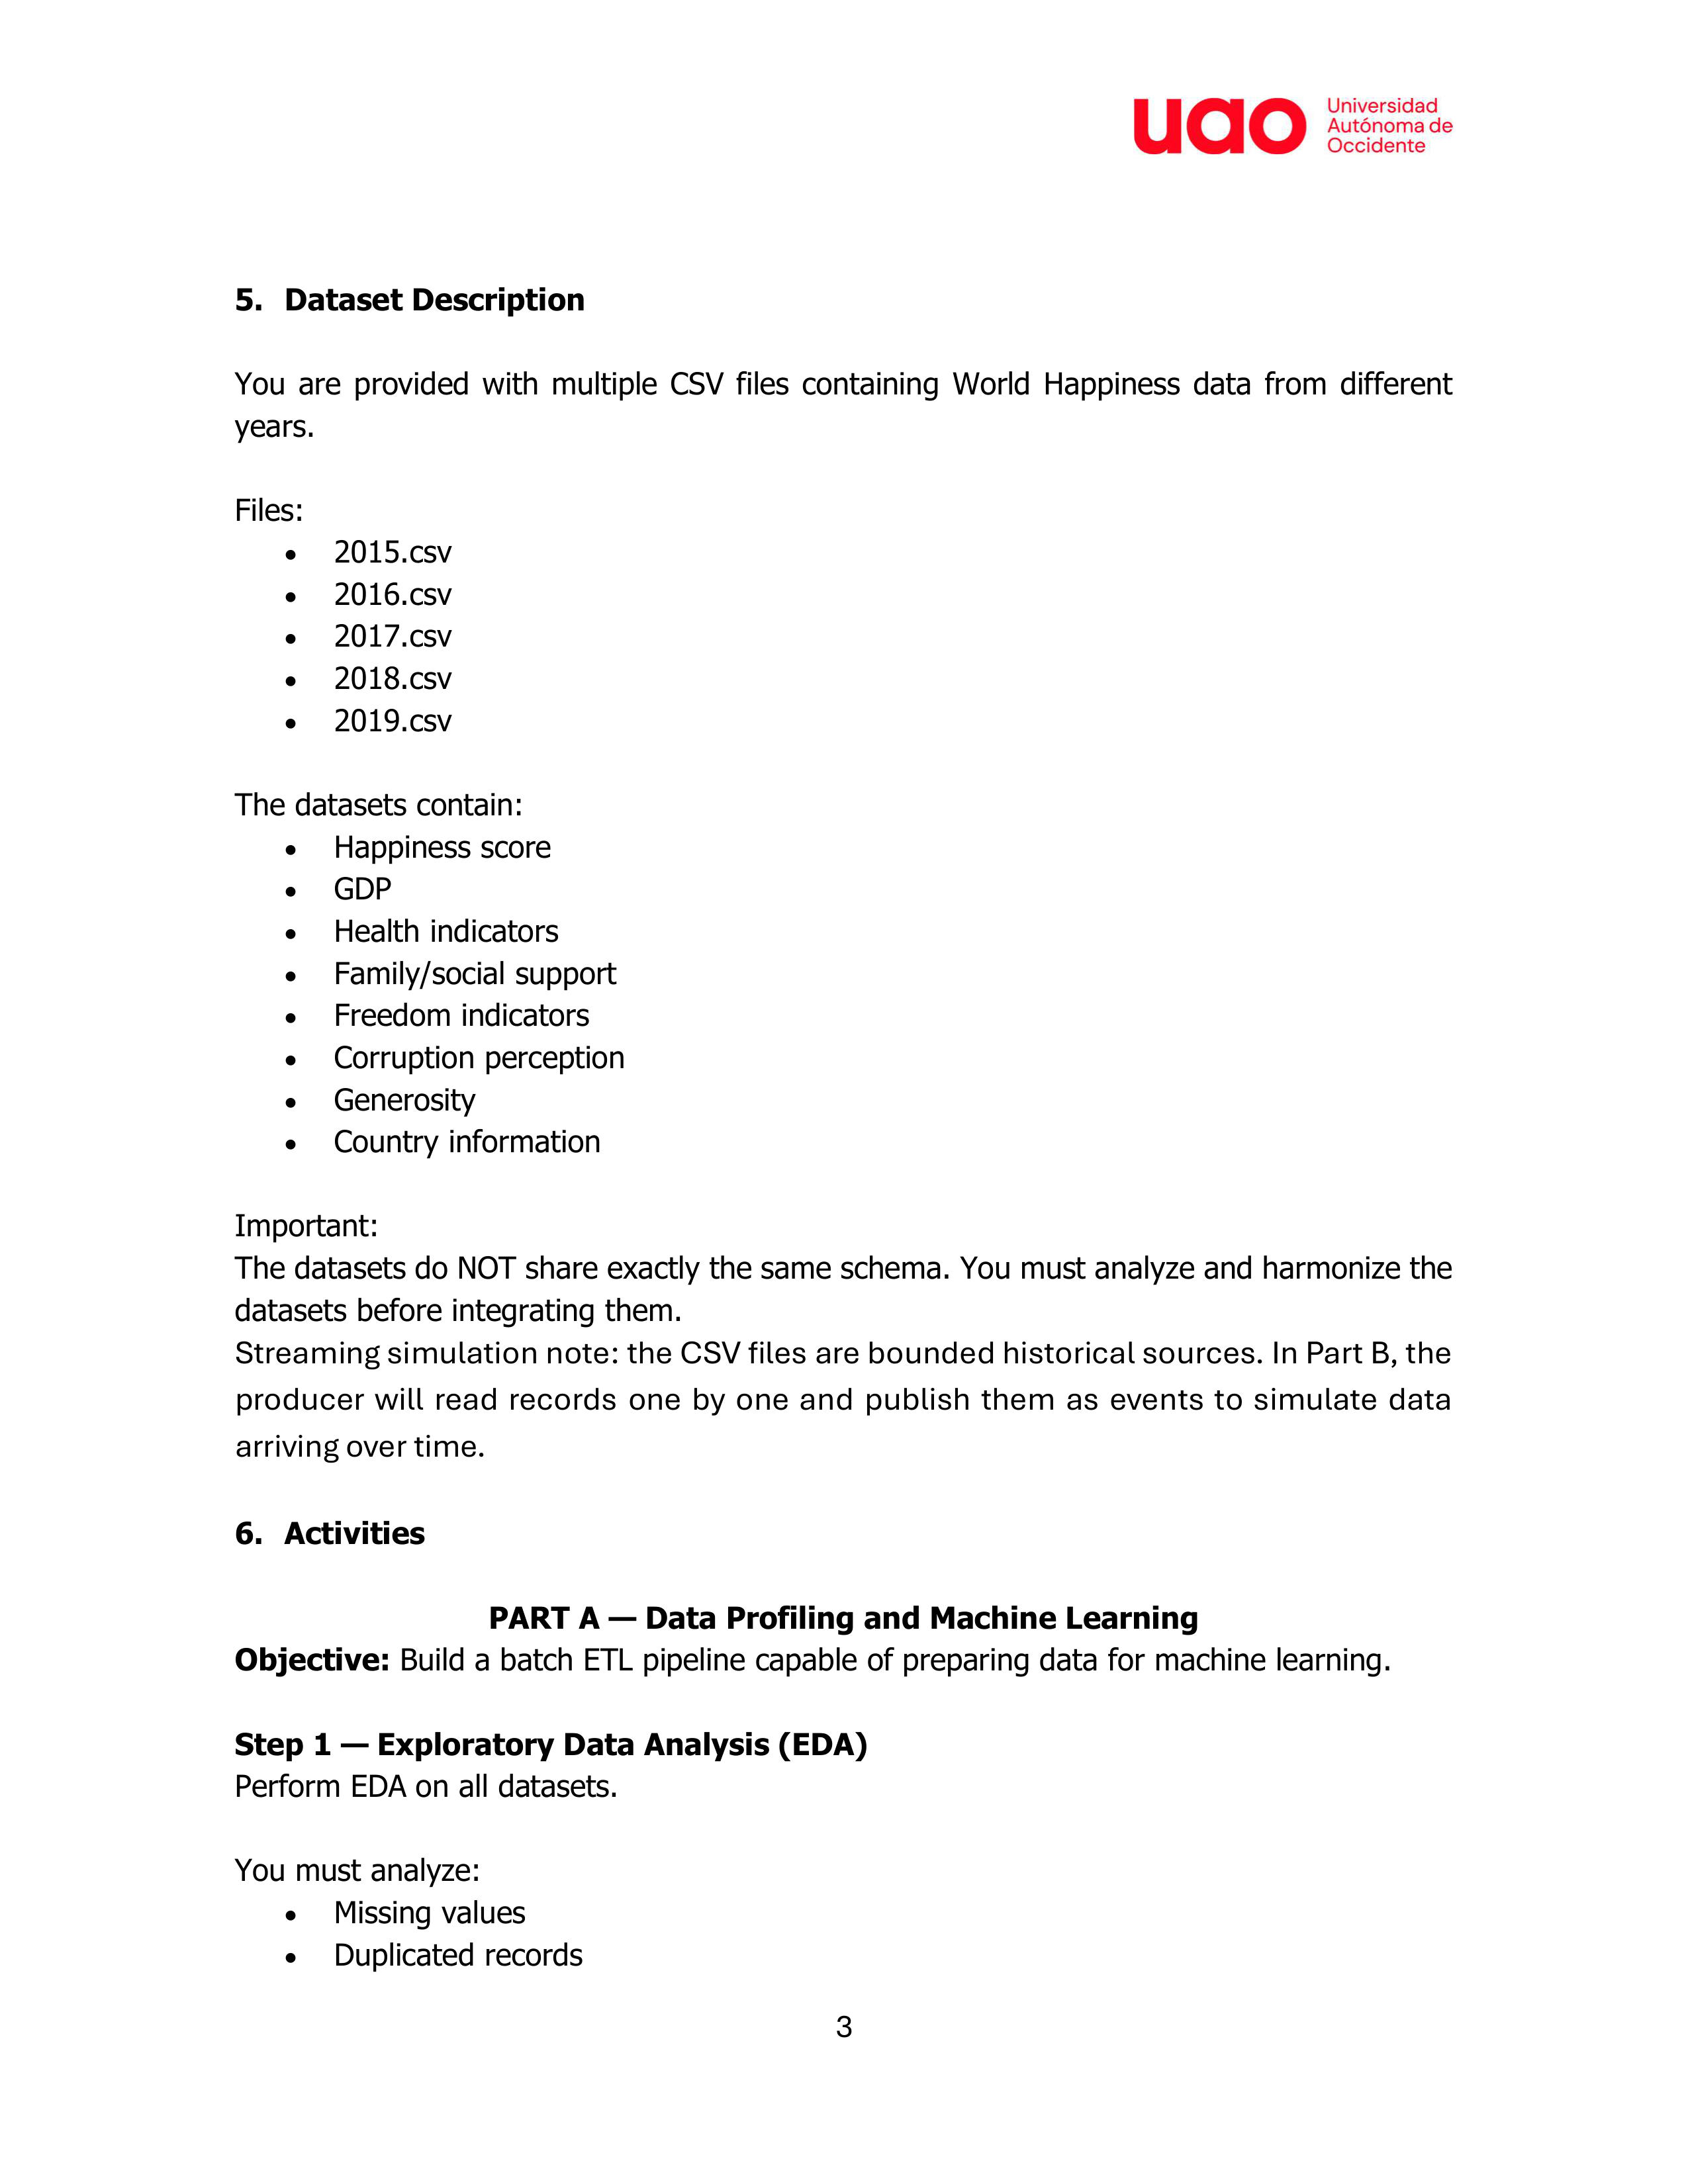 uao
Universidad
Autónoma de
Occidente
5. Dataset Description
You are provided with multiple CSV files containing World Happiness data from different
years.
Files:
• 2015.csv
• 2016.csv
• 2017.csv
• 2018.csv
• 2019.csv
The datasets contain:
• Happiness score
• GDP
• Health indicators
• Family/social support
• Freedom indicators
• Corruption perception
• Generosity
• Country information
Important:
The datasets do NOT share exactly the same schema. You must analyze and harmonize the
datasets before integrating them.
Streaming simulation note: the CSV files are bounded historical sources. In Part B, the
producer will read records one by one and publish them as events to simulate data
arriving over time.
6. Activities
PART A — Data Profiling and Machine Learning
Objective: Build a batch ETL pipeline capable of preparing data for machine learning.
Step 1 — Exploratory Data Analysis (EDA)
Perform EDA on all datasets.
You must analyze:
• Missing values
• Duplicated records
3